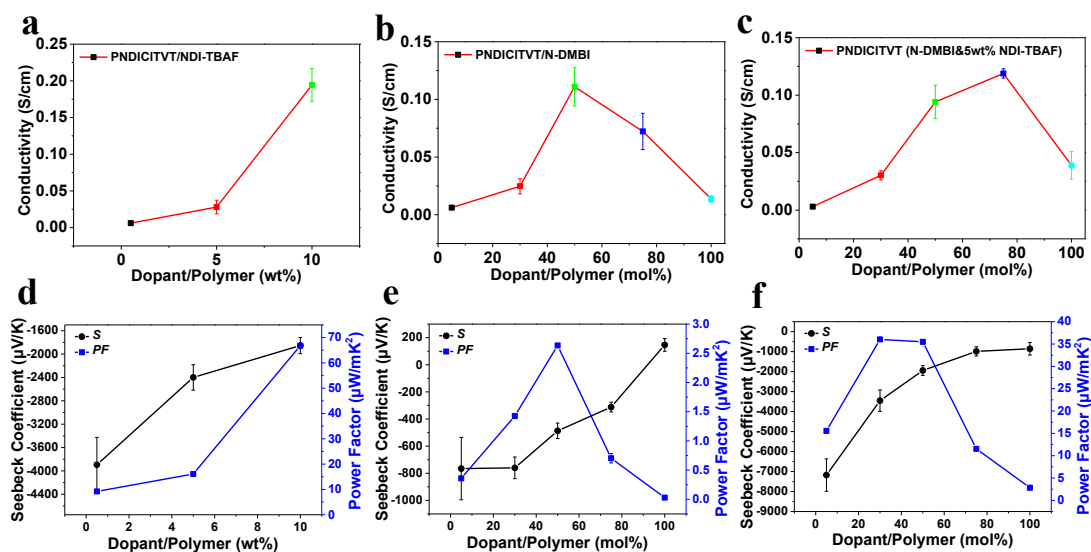 a
PNDICITVT/NDI-TBAF
Conductivity (S/cm)
0.25
0.20
0.15
0.10
0.05
0.00
0 5 10
Dopant/Polymer (wt%)
b
PNDICITVT/N-DMBI
Conductivity (S/cm)
0.15
0.10
0.05
0.00
0 20 40 60 80 100
Dopant/Polymer (mol%)
c
PNDICITVT (N-DMBI&5wt% NDI-TBAF)
Conductivity (S/cm)
0.15
0.10
0.05
0.00
0 20 40 60 80 100
Dopant/Polymer (mol%)
d
S
PF
Seebeck Coefficient (µV/K)
-1600
-2000
-2400
-2800
-3200
-3600
-4000
-4400
0 2 4 6 8 10
Dopant/Polymer (wt%)
70
60
50
40
30
20
10
0
Power Factor (µW/mK²)
e
S
PF
Seebeck Coefficient (µV/K)
200
0
-200
-400
-600
-800
-1000
0 20 40 60 80 100
Dopant/Polymer (mol%)
3.0
2.5
2.0
1.5
1.0
0.5
0.0
Power Factor (µW/mK²)
f
S
PF
Seebeck Coefficient (µV/K)
0
-1000
-2000
-3000
-4000
-5000
-6000
-7000
-8000
-9000
0 20 40 60 80 100
Dopant/Polymer (mol%)
40
35
30
25
20
15
10
5
0
Power Factor (µW/mK²)